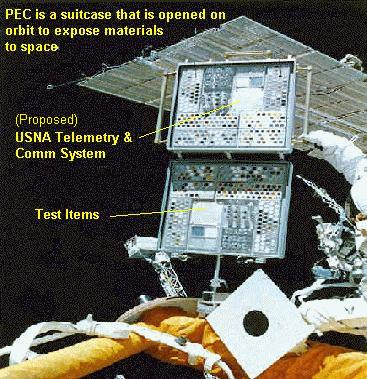 PEC is a suitcase that is opened on
orbit to expose materials
to space
(Proposed)
USNA Telemetry &
Comm System
Test Items